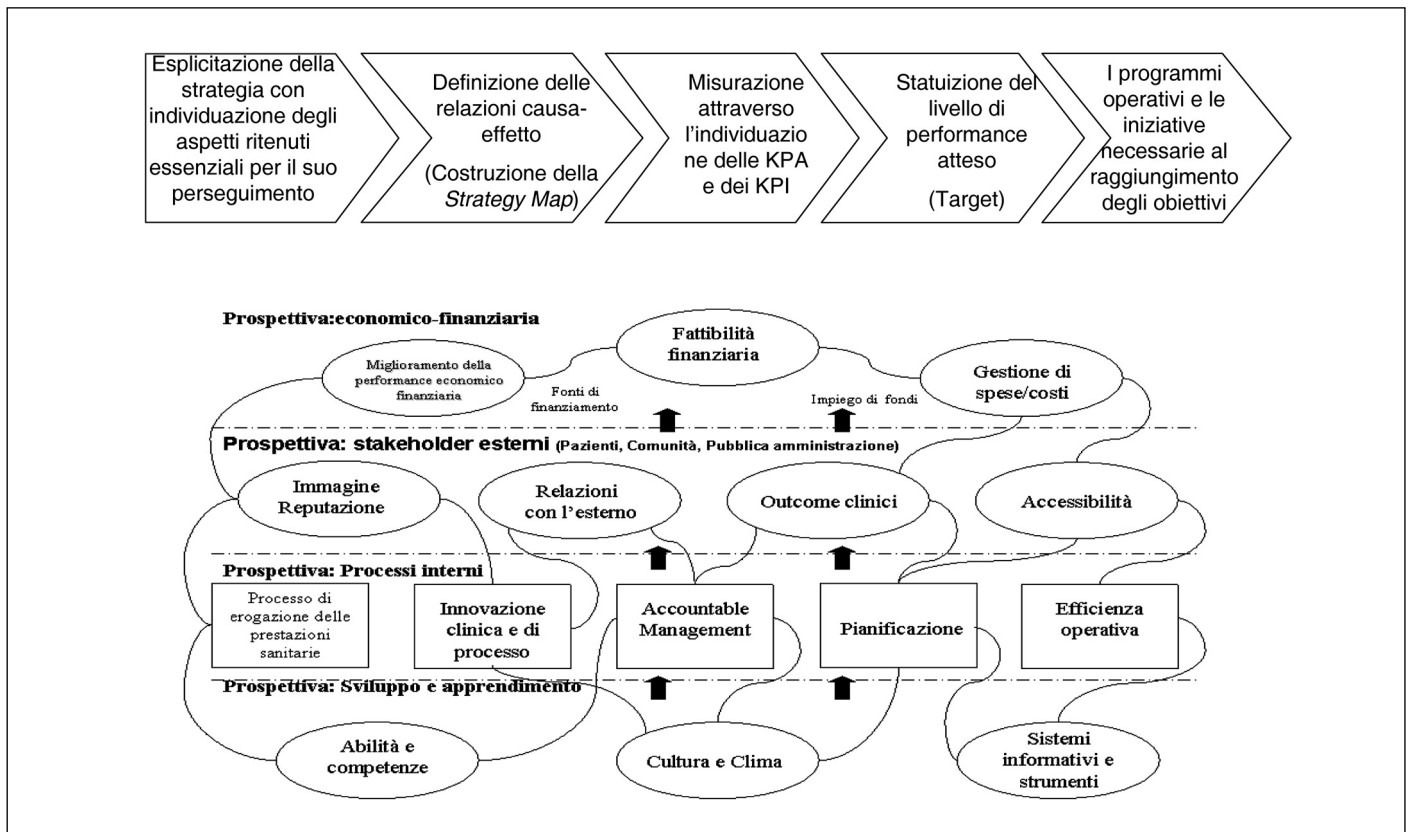 Esplicitazione della
strategia con
individuazione degli
aspetti ritenuti
essenziali per il suo
perseguimento
Definizione delle
relazioni causa-
effetto
(Costruzione della
Strategy Map)
Misurazione
attraverso
l'individuazio
ne delle KPA
e dei KPI
Statuizione del
livello di
performance
atteso
(Target)
I programmi
operativi e le
iniziative
necessarie al
raggiungimento
degli obiettivi
Prospettiva:economico-finanziaria
Fattibilità
finanziaria
Miglioramento della
performance economico
finanziaria
Gestione di
spese/costi
Fonti di
finanziamento
Impiego di fondi
Prospettiva: stakeholder esterni (Pazienti, Comunità, Pubblica amministrazione)
Immagine
Reputazione
Relazioni
con l'esterno
Outcome clinici
Accessibilità
Prospettiva: Processi interni
Processo di
erogazione delle
prestazioni
sanitarie
Innovazione
clinica e di
processo
Accountable
Management
Pianificazione
Efficienza
operativa
Prospettiva: Sviluppo e apprendimento
Abilità e
competenze
Cultura e Clima
Sistemi
informativi e
strumenti